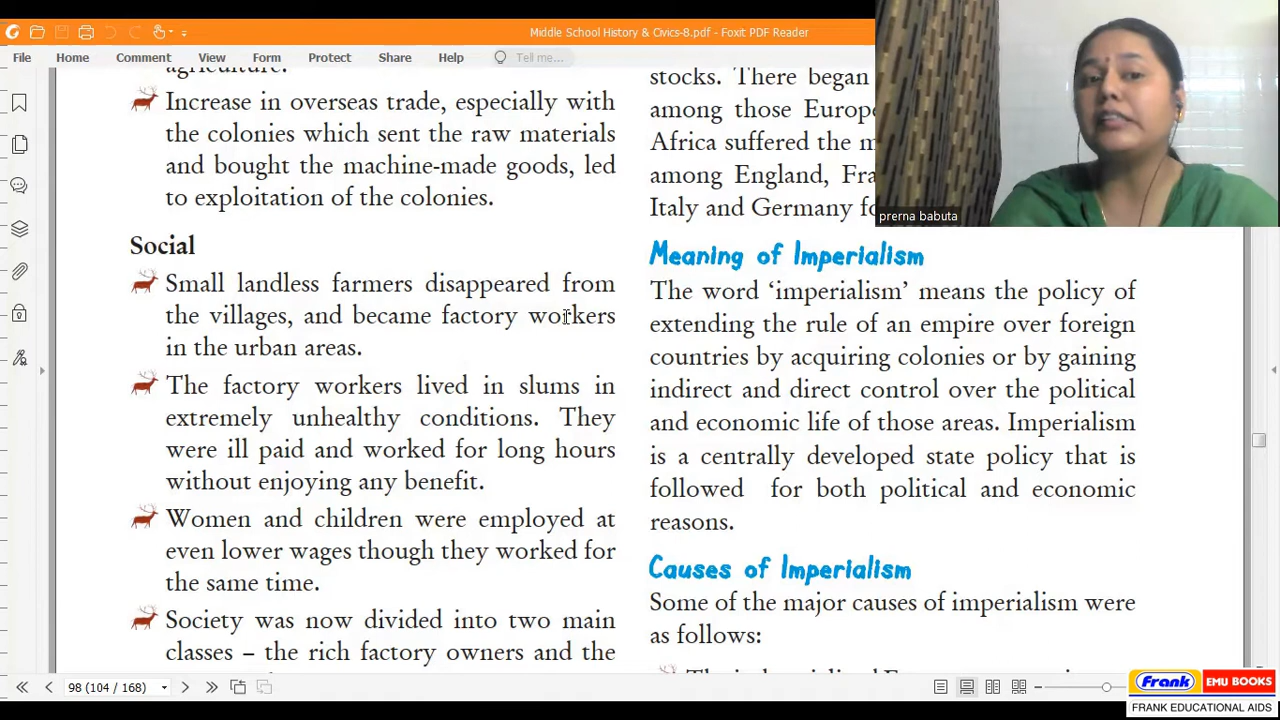 Middle School History & Civics-8.pdf - Foxit PDF Reader
File Home Comment View Form Protect Share Help Tell me...
agriculture.
Increase in overseas trade, especially with
the colonies which sent the raw materials
and bought the machine-made goods, led
to exploitation of the colonies.
Social
Small landless farmers disappeared from
the villages, and became factory workers
in the urban areas.
The factory workers lived in slums in
extremely unhealthy conditions. They
were ill paid and worked for long hours
without enjoying any benefit.
Women and children were employed at
even lower wages though they worked for
the same time.
Society was now divided into two main
classes – the rich factory owners and the
stocks. There began
among those Europe
Africa suffered the m
among England, Fra
Italy and Germany fo
prerna babuta
Meaning of Imperialism
The word ‘imperialism’ means the policy of
extending the rule of an empire over foreign
countries by acquiring colonies or by gaining
indirect and direct control over the political
and economic life of those areas. Imperialism
is a centrally developed state policy that is
followed for both political and economic
reasons.
Causes of Imperialism
Some of the major causes of imperialism were
as follows:
98 (104 / 168)
Frank EMU BOOKS
FRANK EDUCATIONAL AIDS